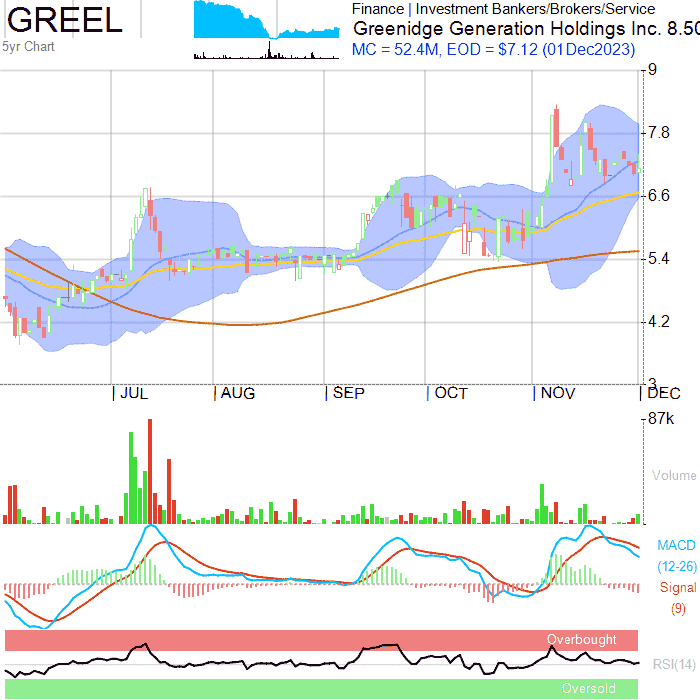 GREEL
5yr Chart
Finance | Investment Bankers/Brokers/Service
Greenidge Generation Holdings Inc. 8.50
MC = 52.4M, EOD = $7.12 (01Dec2023)
9
7.8
6.6
5.4
4.2
3
JUL AUG SEP OCT NOV DEC
87k
Volume
MACD
(12-26)
Signal
(9)
Overbought
RSI(14)
Oversold